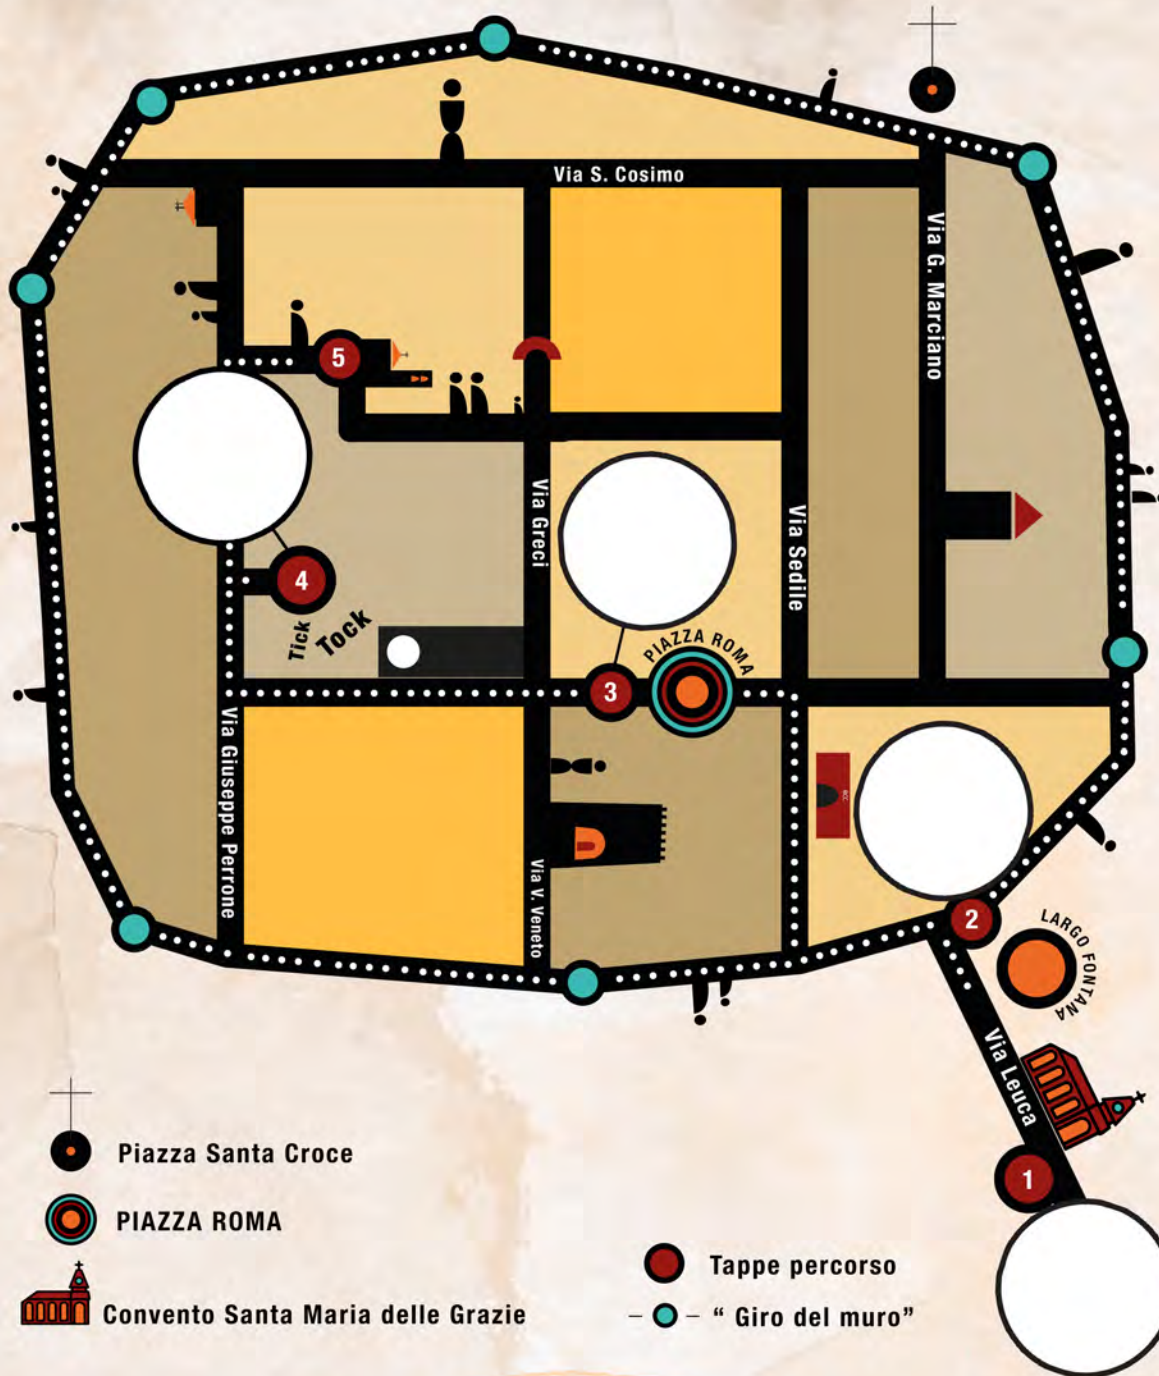 Via S. Cosimo
Via G. Marciano
5
Via Greci
Via Sedile
4
Tick
Tock
PIAZZA ROMA
3
Via Giuseppe Perrone
Via V. Veneto
2
LARGO FONTANA
Via Leuca
1
Piazza Santa Croce
PIAZZA ROMA
Convento Santa Maria delle Grazie
Tappe percorso
“ Giro del muro”